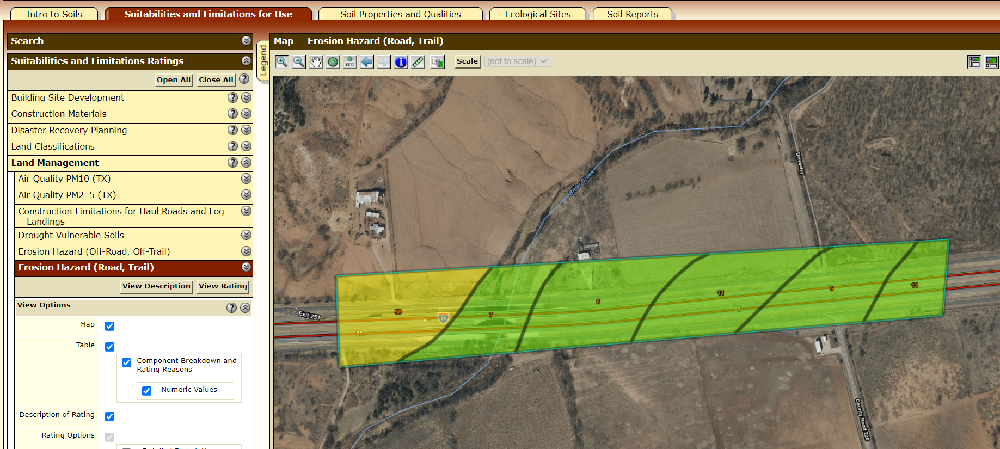 Intro to Soils
Suitabilities and Limitations for Use
Soil Properties and Qualities
Ecological Sites
Soil Reports
Search
Suitabilities and Limitations Ratings
Open All
Close All
Building Site Development
Construction Materials
Disaster Recovery Planning
Land Classifications
Land Management
Air Quality PM10 (TX)
Air Quality PM2_5 (TX)
Construction Limitations for Haul Roads and Log
Landings
Drought Vulnerable Soils
Erosion Hazard (Off-Road, Off-Trail)
Erosion Hazard (Road, Trail)
View Description
View Rating
View Options
Map
Table
Component Breakdown and
Rating Reasons
Numeric Values
Description of Rating
Rating Options
Legend
Map — Erosion Hazard (Road, Trail)
AOI
Scale
(not to scale)
Bitter Creek
Driveway
Exit 251
58
20
7
6
11
6
11
County Road 226